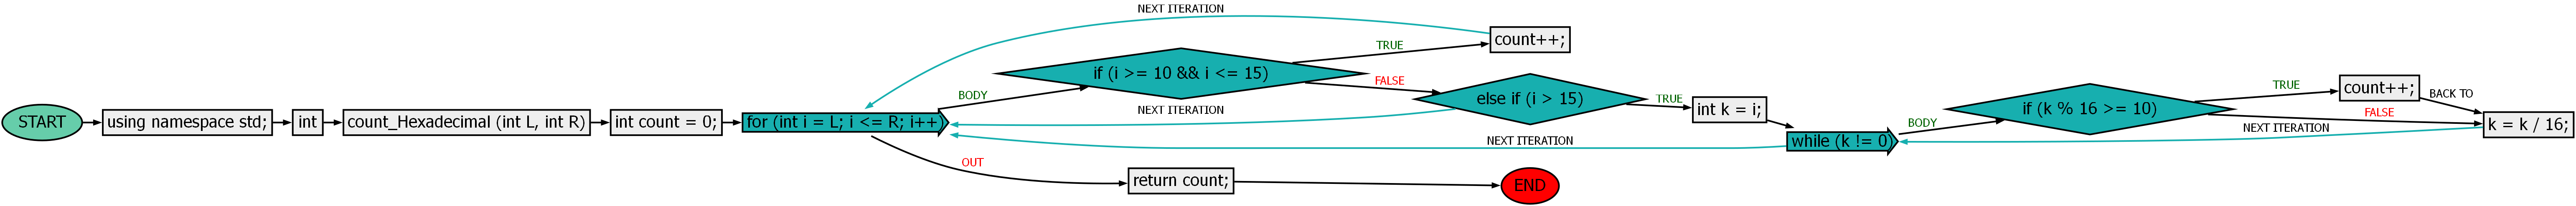 NEXT ITERATION
count++;
TRUE
if (i >= 10 && i <= 15)
FALSE
BODY
else if (i > 15)
TRUE
NEXT ITERATION
START
using namespace std;
int
count_Hexadecimal (int L, int R)
int count = 0;
for (int i = L; i <= R; i++)
int k = i;
if (k % 16 >= 10)
TRUE
count++;
BACK TO
FALSE
BODY
k = k / 16;
NEXT ITERATION
while (k != 0)
NEXT ITERATION
OUT
return count;
END